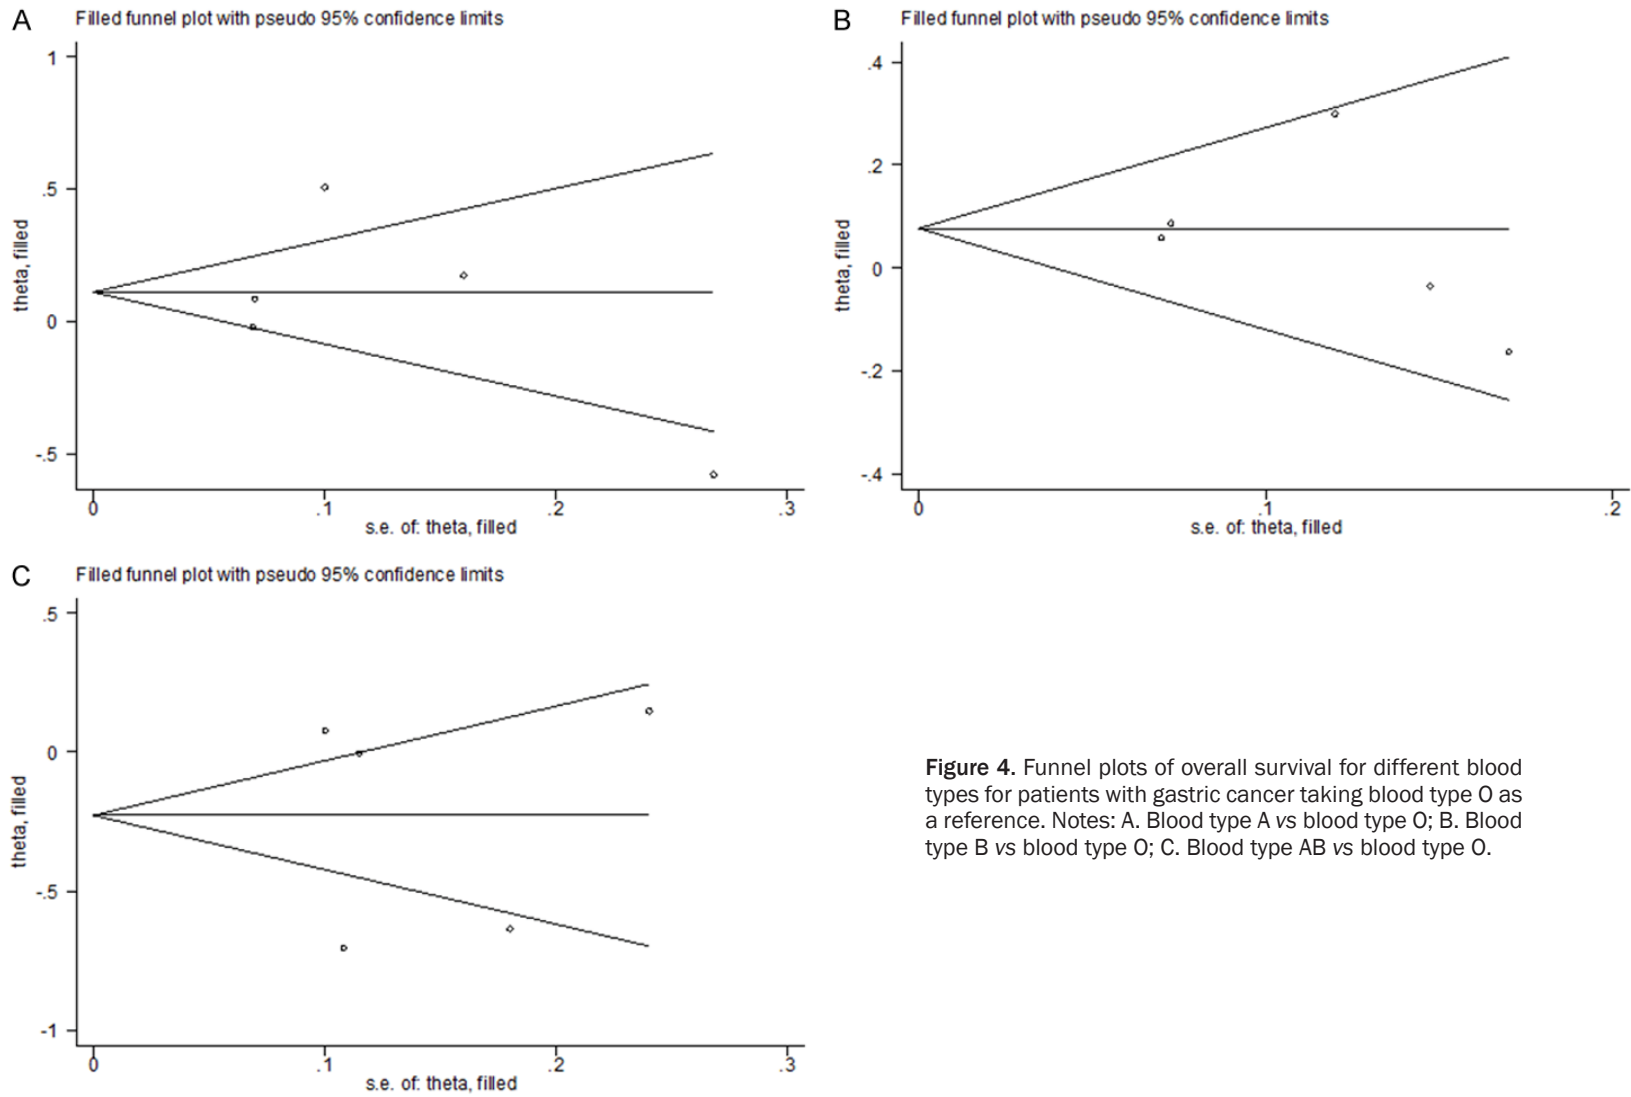 A
Filled funnel plot with pseudo 95% confidence limits
1
.5
0
-.5
theta, filled
0 .1 .2 .3
s.e. of: theta, filled
B
Filled funnel plot with pseudo 95% confidence limits
.4
.2
0
-.2
-.4
theta, filled
0 .1 .2
s.e. of: theta, filled
C
Filled funnel plot with pseudo 95% confidence limits
.5
0
-.5
-1
theta, filled
0 .1 .2 .3
s.e. of: theta, filled
Figure 4. Funnel plots of overall survival for different blood
types for patients with gastric cancer taking blood type O as
a reference. Notes: A. Blood type A vs blood type O; B. Blood
type B vs blood type O; C. Blood type AB vs blood type O.